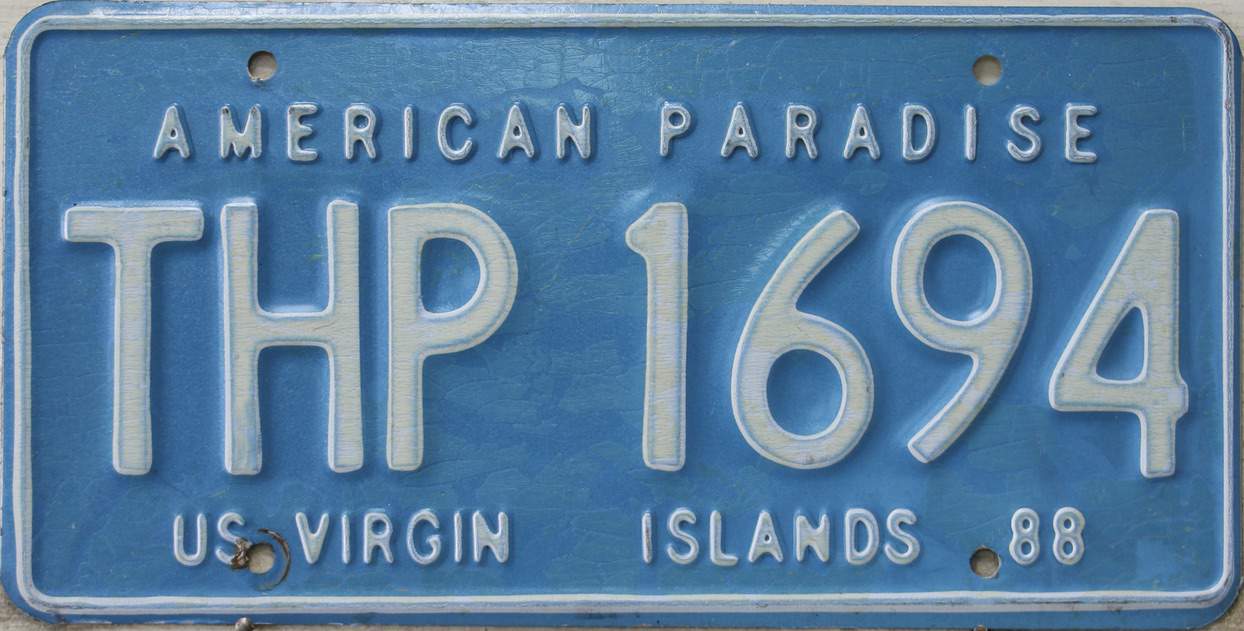 AMERICAN PARADISE
THP 1694
US VIRGIN ISLANDS 88